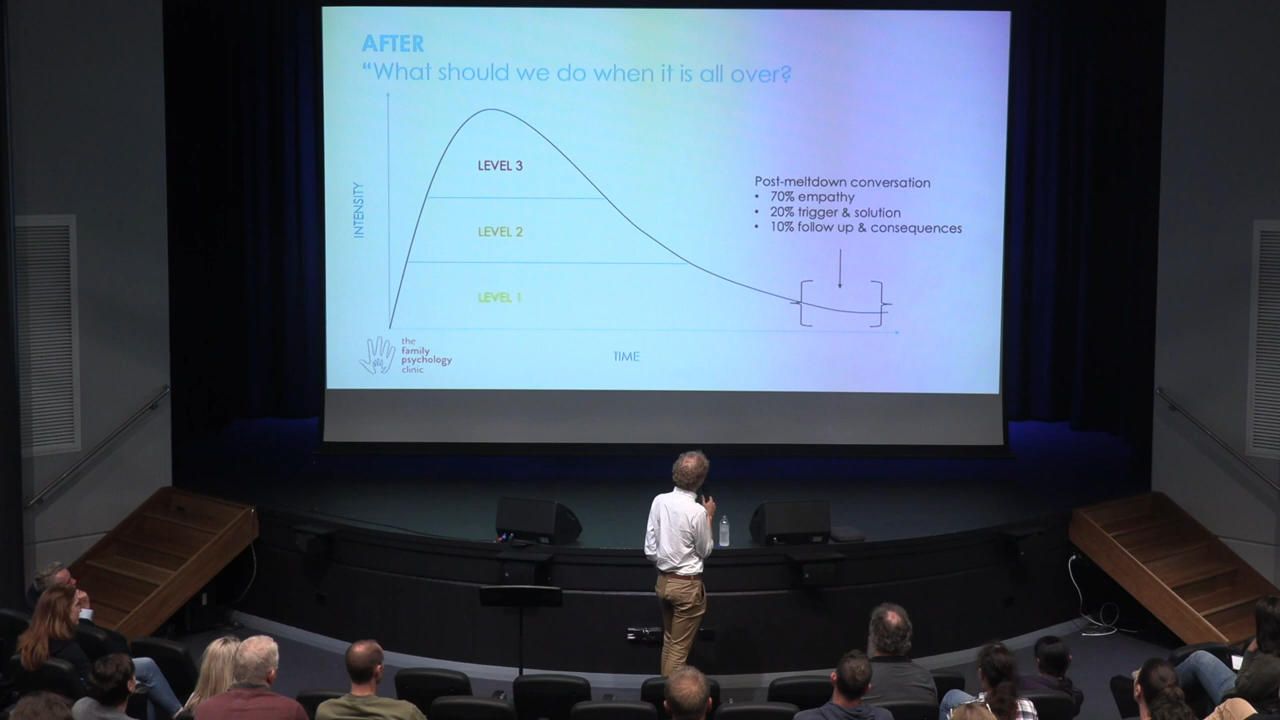 AFTER
“What should we do when it is all over?
INTENSITY
LEVEL 3
LEVEL 2
LEVEL 1
Post-meltdown conversation
• 70% empathy
• 20% trigger & solution
• 10% follow up & consequences
TIME
the
family
psychology
clinic